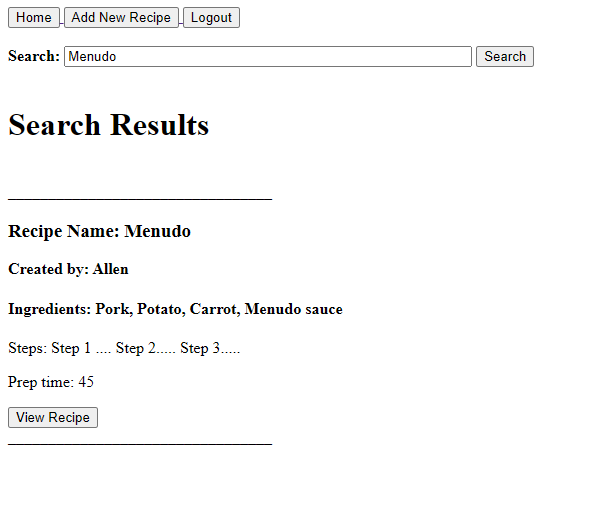 Home Add New Recipe Logout
Search: Menudo Search
Search Results
Recipe Name: Menudo
Created by: Allen
Ingredients: Pork, Potato, Carrot, Menudo sauce
Steps: Step 1 .... Step 2..... Step 3.....
Prep time: 45
View Recipe